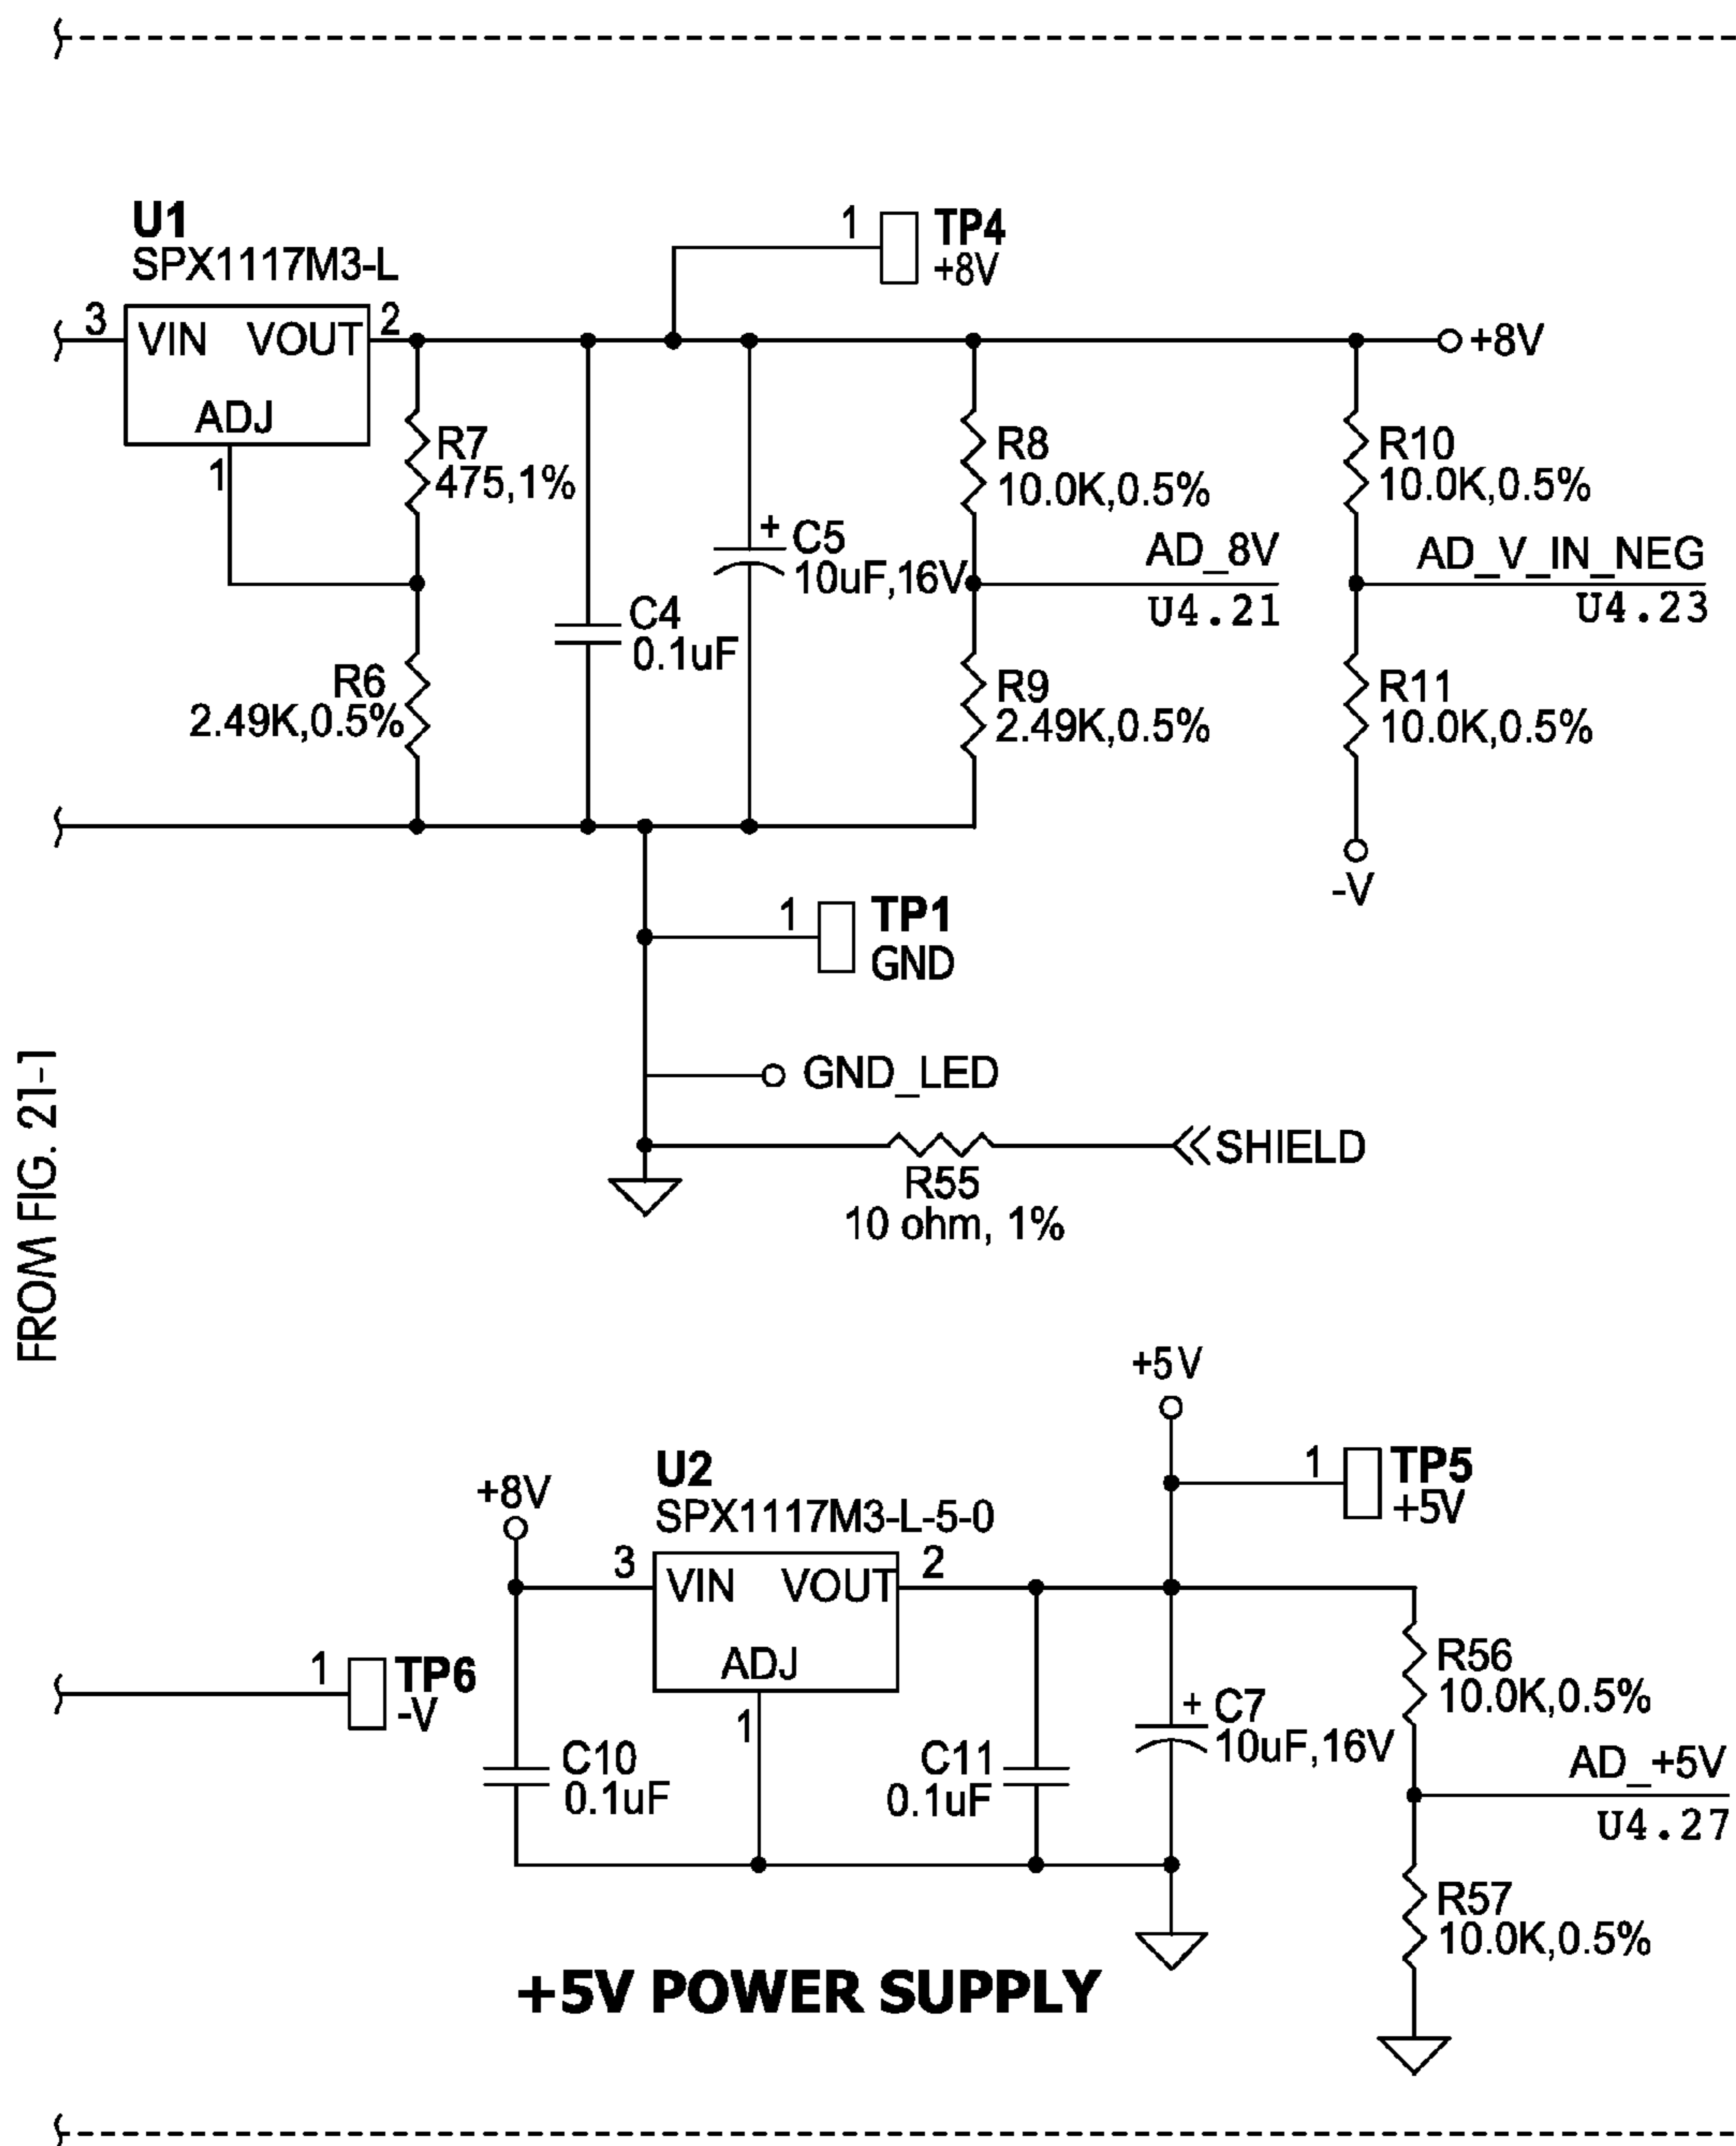 U1
SPX1117M3-L
3
VIN
VOUT
2
ADJ
1
1
TP4
+8V
+8V
R7
475,1%
R6
2.49K,0.5%
C4
0.1uF
+
C5
10uF,16V
R8
10.0K,0.5%
AD_8V
U4.21
R9
2.49K,0.5%
R10
10.0K,0.5%
AD_V_IN_NEG
U4.23
R11
10.0K,0.5%
-V
1
TP1
GND
GND_LED
SHIELD
R55
10 ohm, 1%
FROM FIG. 21-1
+5V
1
TP5
+5V
+8V
U2
SPX1117M3-L-5-0
3
VIN
VOUT
2
ADJ
1
1
TP6
-V
C10
0.1uF
C11
0.1uF
+
C7
10uF,16V
R56
10.0K,0.5%
AD_+5V
U4.27
R57
10.0K,0.5%
+5V POWER SUPPLY